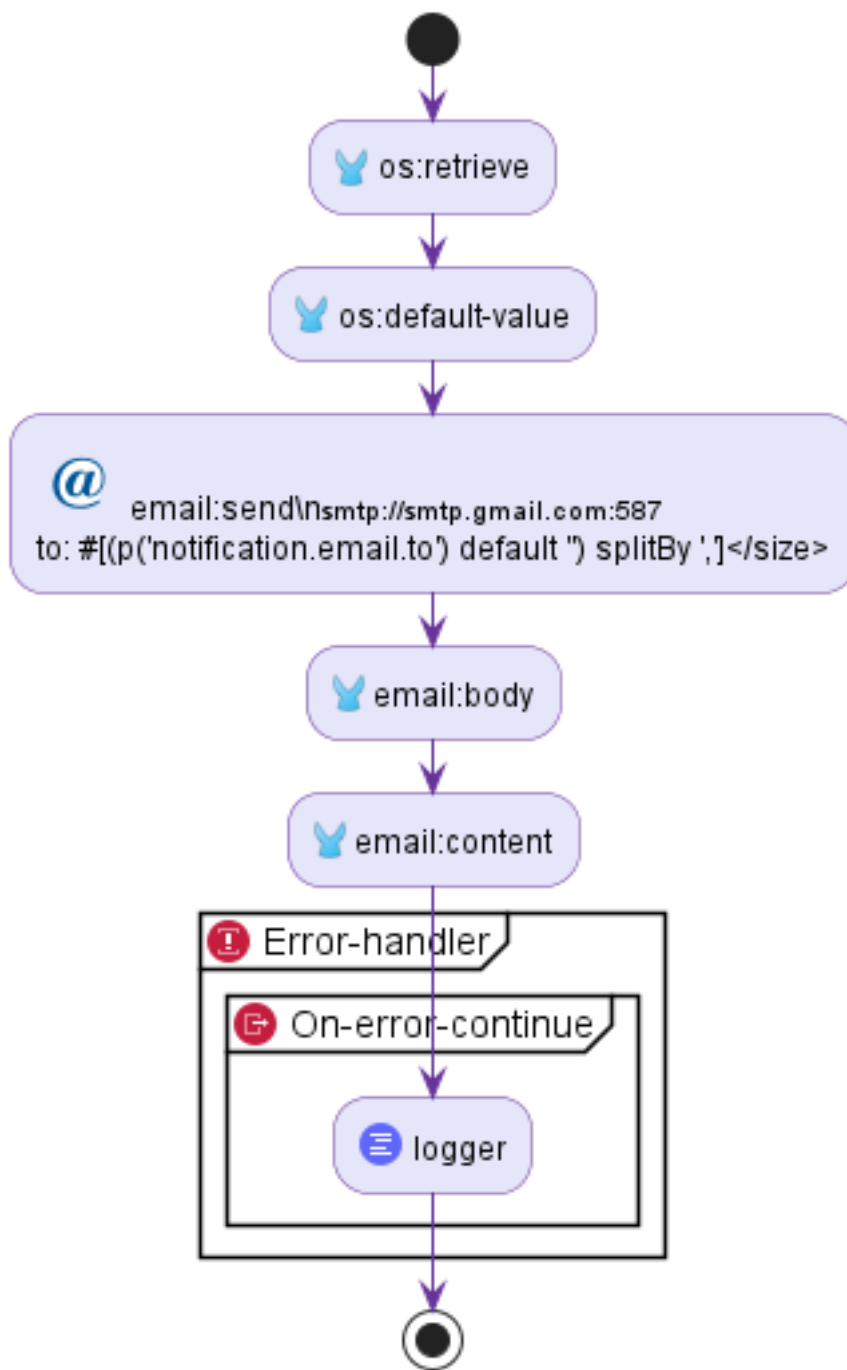 os:retrieve
os:default-value
@
email:send\nsmtp://smtp.gmail.com:587
to: #[(p('notification.email.to') default '') splitBy ',']</size>
email:body
email:content
Error-handler
On-error-continue
logger